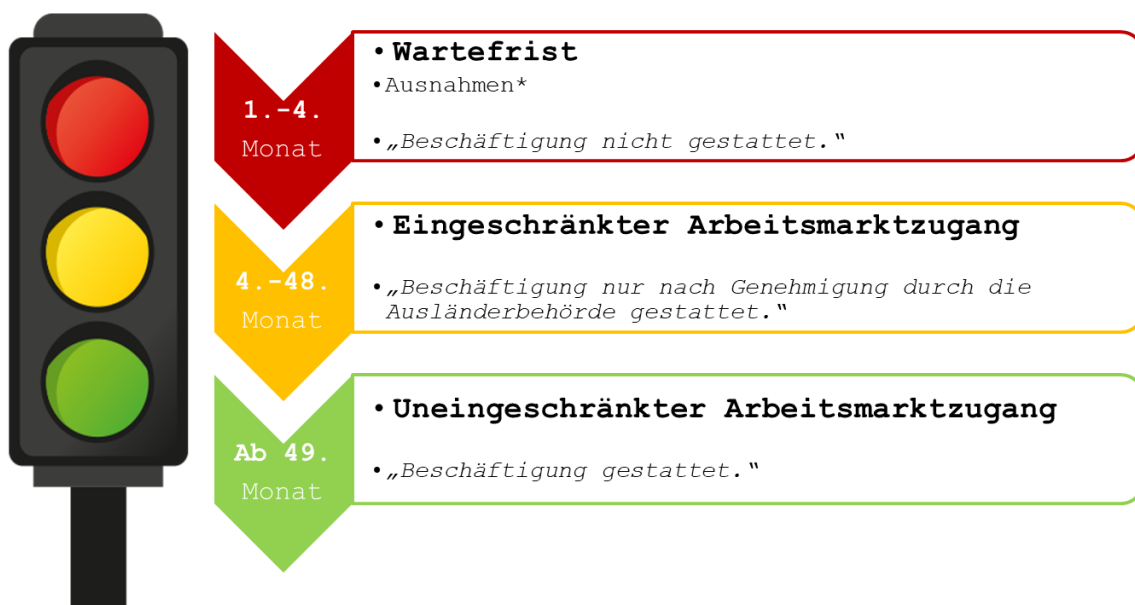 1.-4.
Monat
• Wartefrist
• Ausnahmen*
• „Beschäftigung nicht gestattet.“
4.-48.
Monat
• Eingeschränkter Arbeitsmarktzugang
• „Beschäftigung nur nach Genehmigung durch die
Ausländerbehörde gestattet.“
Ab 49.
Monat
• Uneingeschränkter Arbeitsmarktzugang
• „Beschäftigung gestattet.“